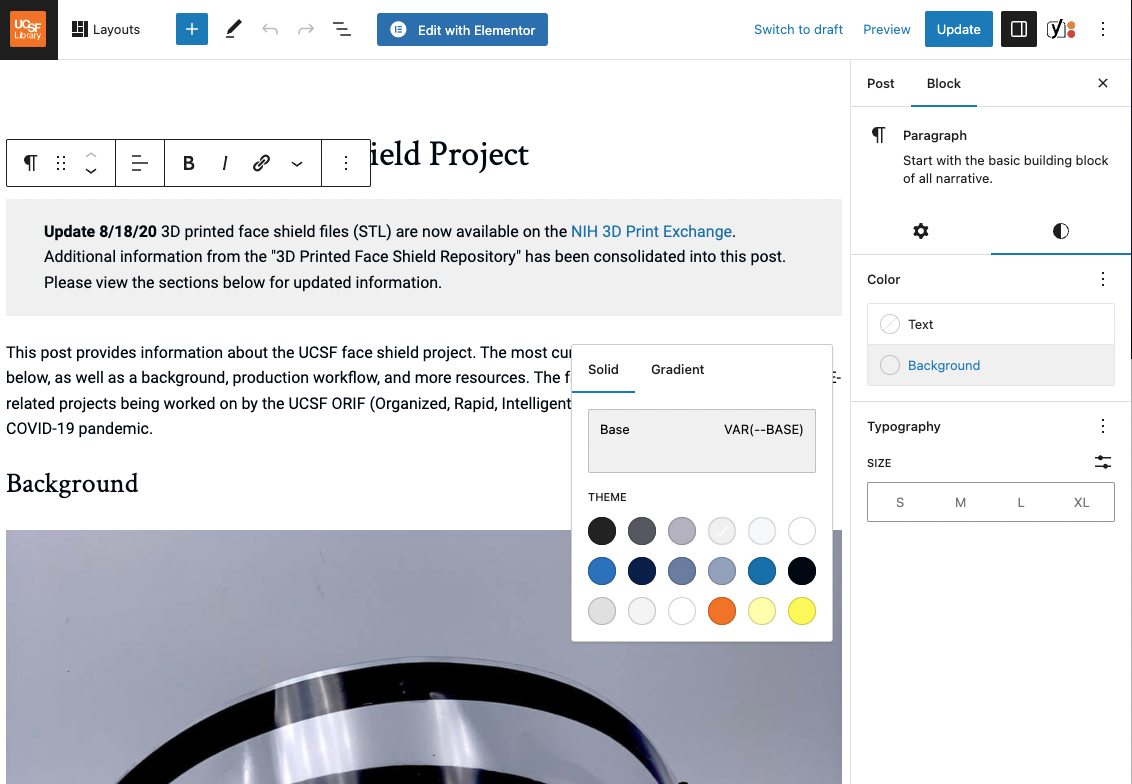 UCSF
Library
Layouts
Edit with Elementor
Switch to draft
Preview
Update
ield Project
B
I
Update 8/18/20 3D printed face shield files (STL) are now available on the NIH 3D Print Exchange.
Additional information from the "3D Printed Face Shield Repository" has been consolidated into this post.
Please view the sections below for updated information.
This post provides information about the UCSF face shield project. The most cu
below, as well as a background, production workflow, and more resources. The f
E-
related projects being worked on by the UCSF ORIF (Organized, Rapid, Intelligent
COVID-19 pandemic.
Background
Solid
Gradient
Base
VAR(--BASE)
THEME
Post
Block
Paragraph
Start with the basic building block
of all narrative.
Color
Text
Background
Typography
SIZE
S
M
L
XL